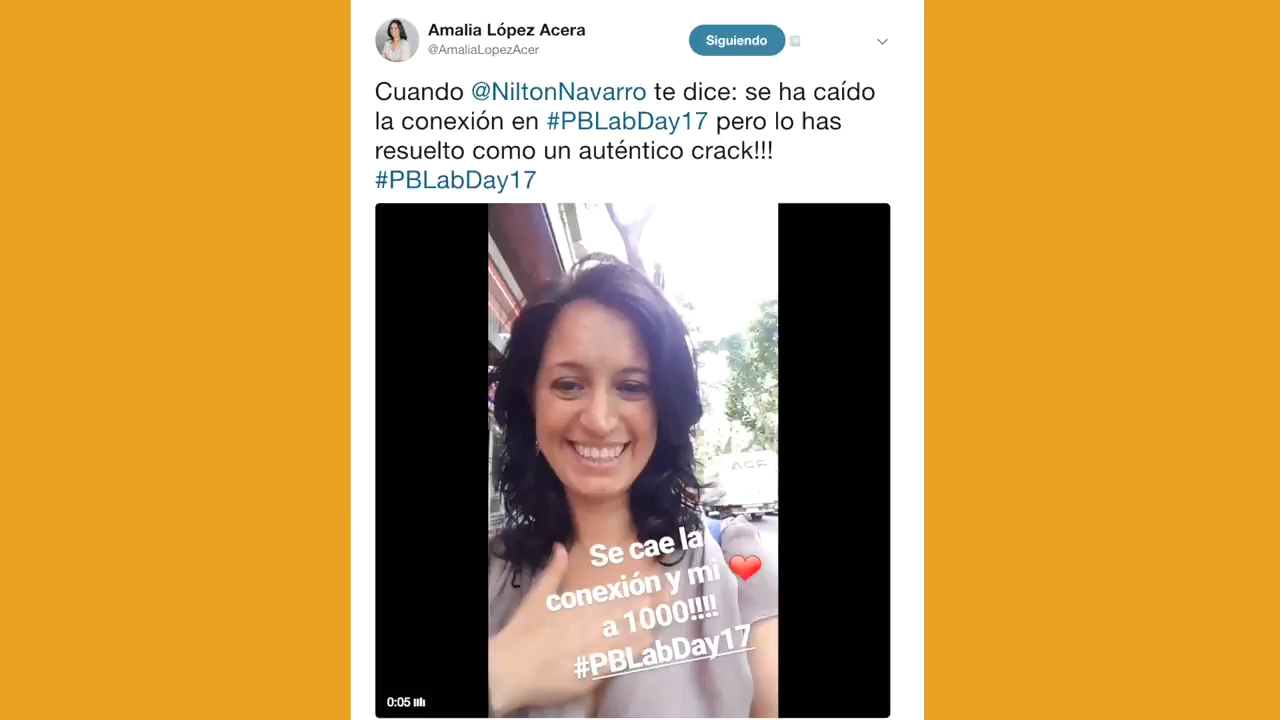 Amalia López Acera
@AmaliaLopezAcer
Siguiendo
Cuando @NiltonNavarro te dice: se ha caído
la conexión en #PBLabDay17 pero lo has
resuelto como un auténtico crack!!!
#PBLabDay17
ACF
Se cae la
conexión y mi ❤️
a 1000!!!!
#PBLabDay17
0:05